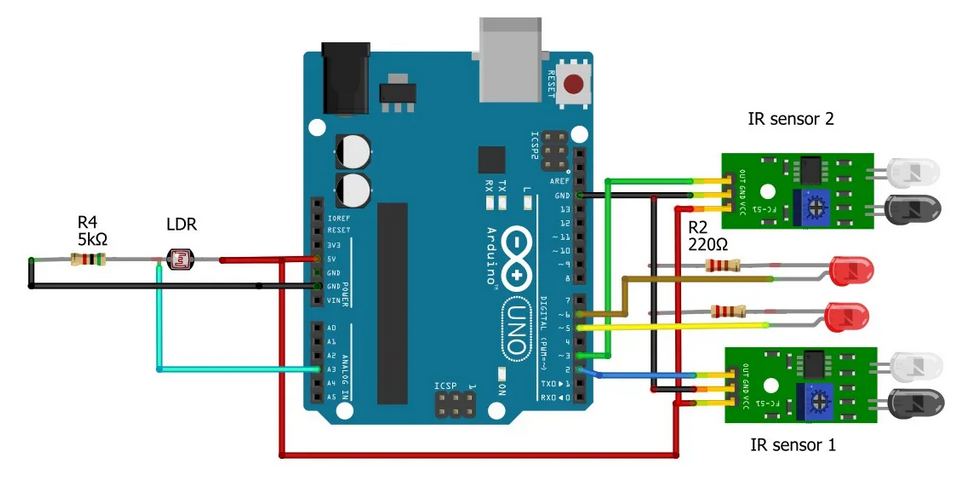 IR sensor 2
RESET
ICSP2
L
TX
RX
AREF
GND
13
~ 12
~ 11
~ 10
~ 9
8
7
~ 6
~ 5
4
~ 3
2
TXD ▶ 1
RXD ◀ 0
DIGITAL (PWM=~)
Arduino™
UNO
ON
ICSP
1
IOREF
RESET
3V3
5V
GND
GND
VIN
POWER
A0
A1
A2
A3
A4
A5
ANALOG IN
R4
5kΩ
LDR
OUT
GND
VCC
FC-51
R2
220Ω
OUT
GND
VCC
FC-51
IR sensor 1